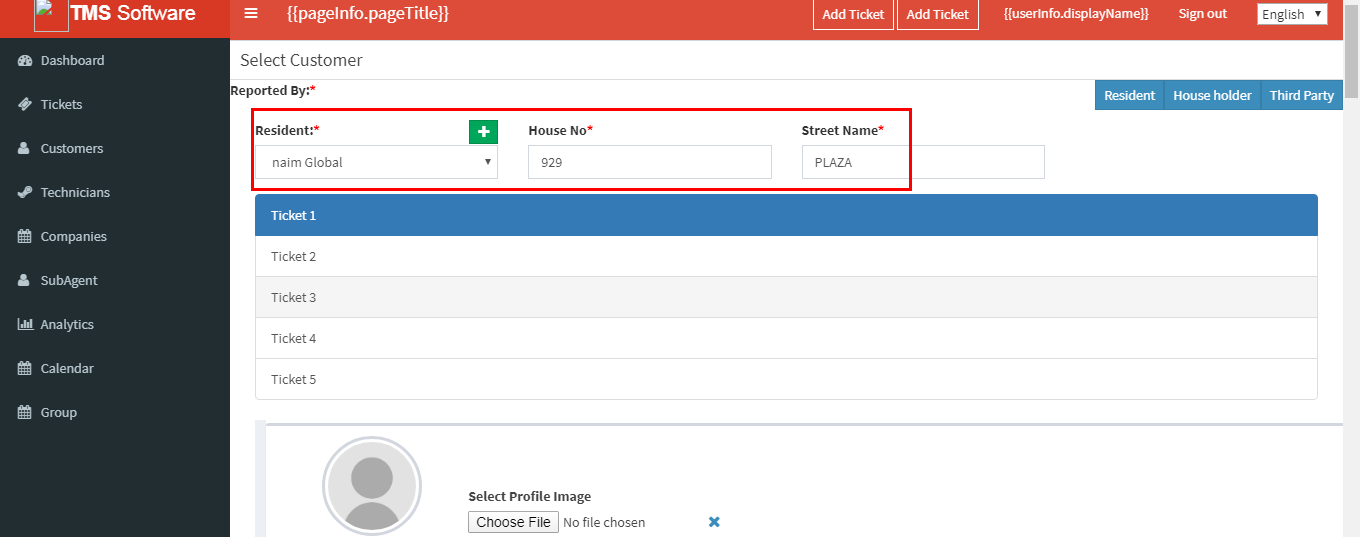 TMS Software
{{pageInfo.pageTitle}}
Add Ticket
Add Ticket
{{userInfo.displayName}}
Sign out
English
Dashboard
Tickets
Customers
Technicians
Companies
SubAgent
Analytics
Calendar
Group
Select Customer
Reported By:*
Resident
House holder
Third Party
Resident:*
House No*
Street Name*
naim Global
929
PLAZA
Ticket 1
Ticket 2
Ticket 3
Ticket 4
Ticket 5
Select Profile Image
Choose File No file chosen